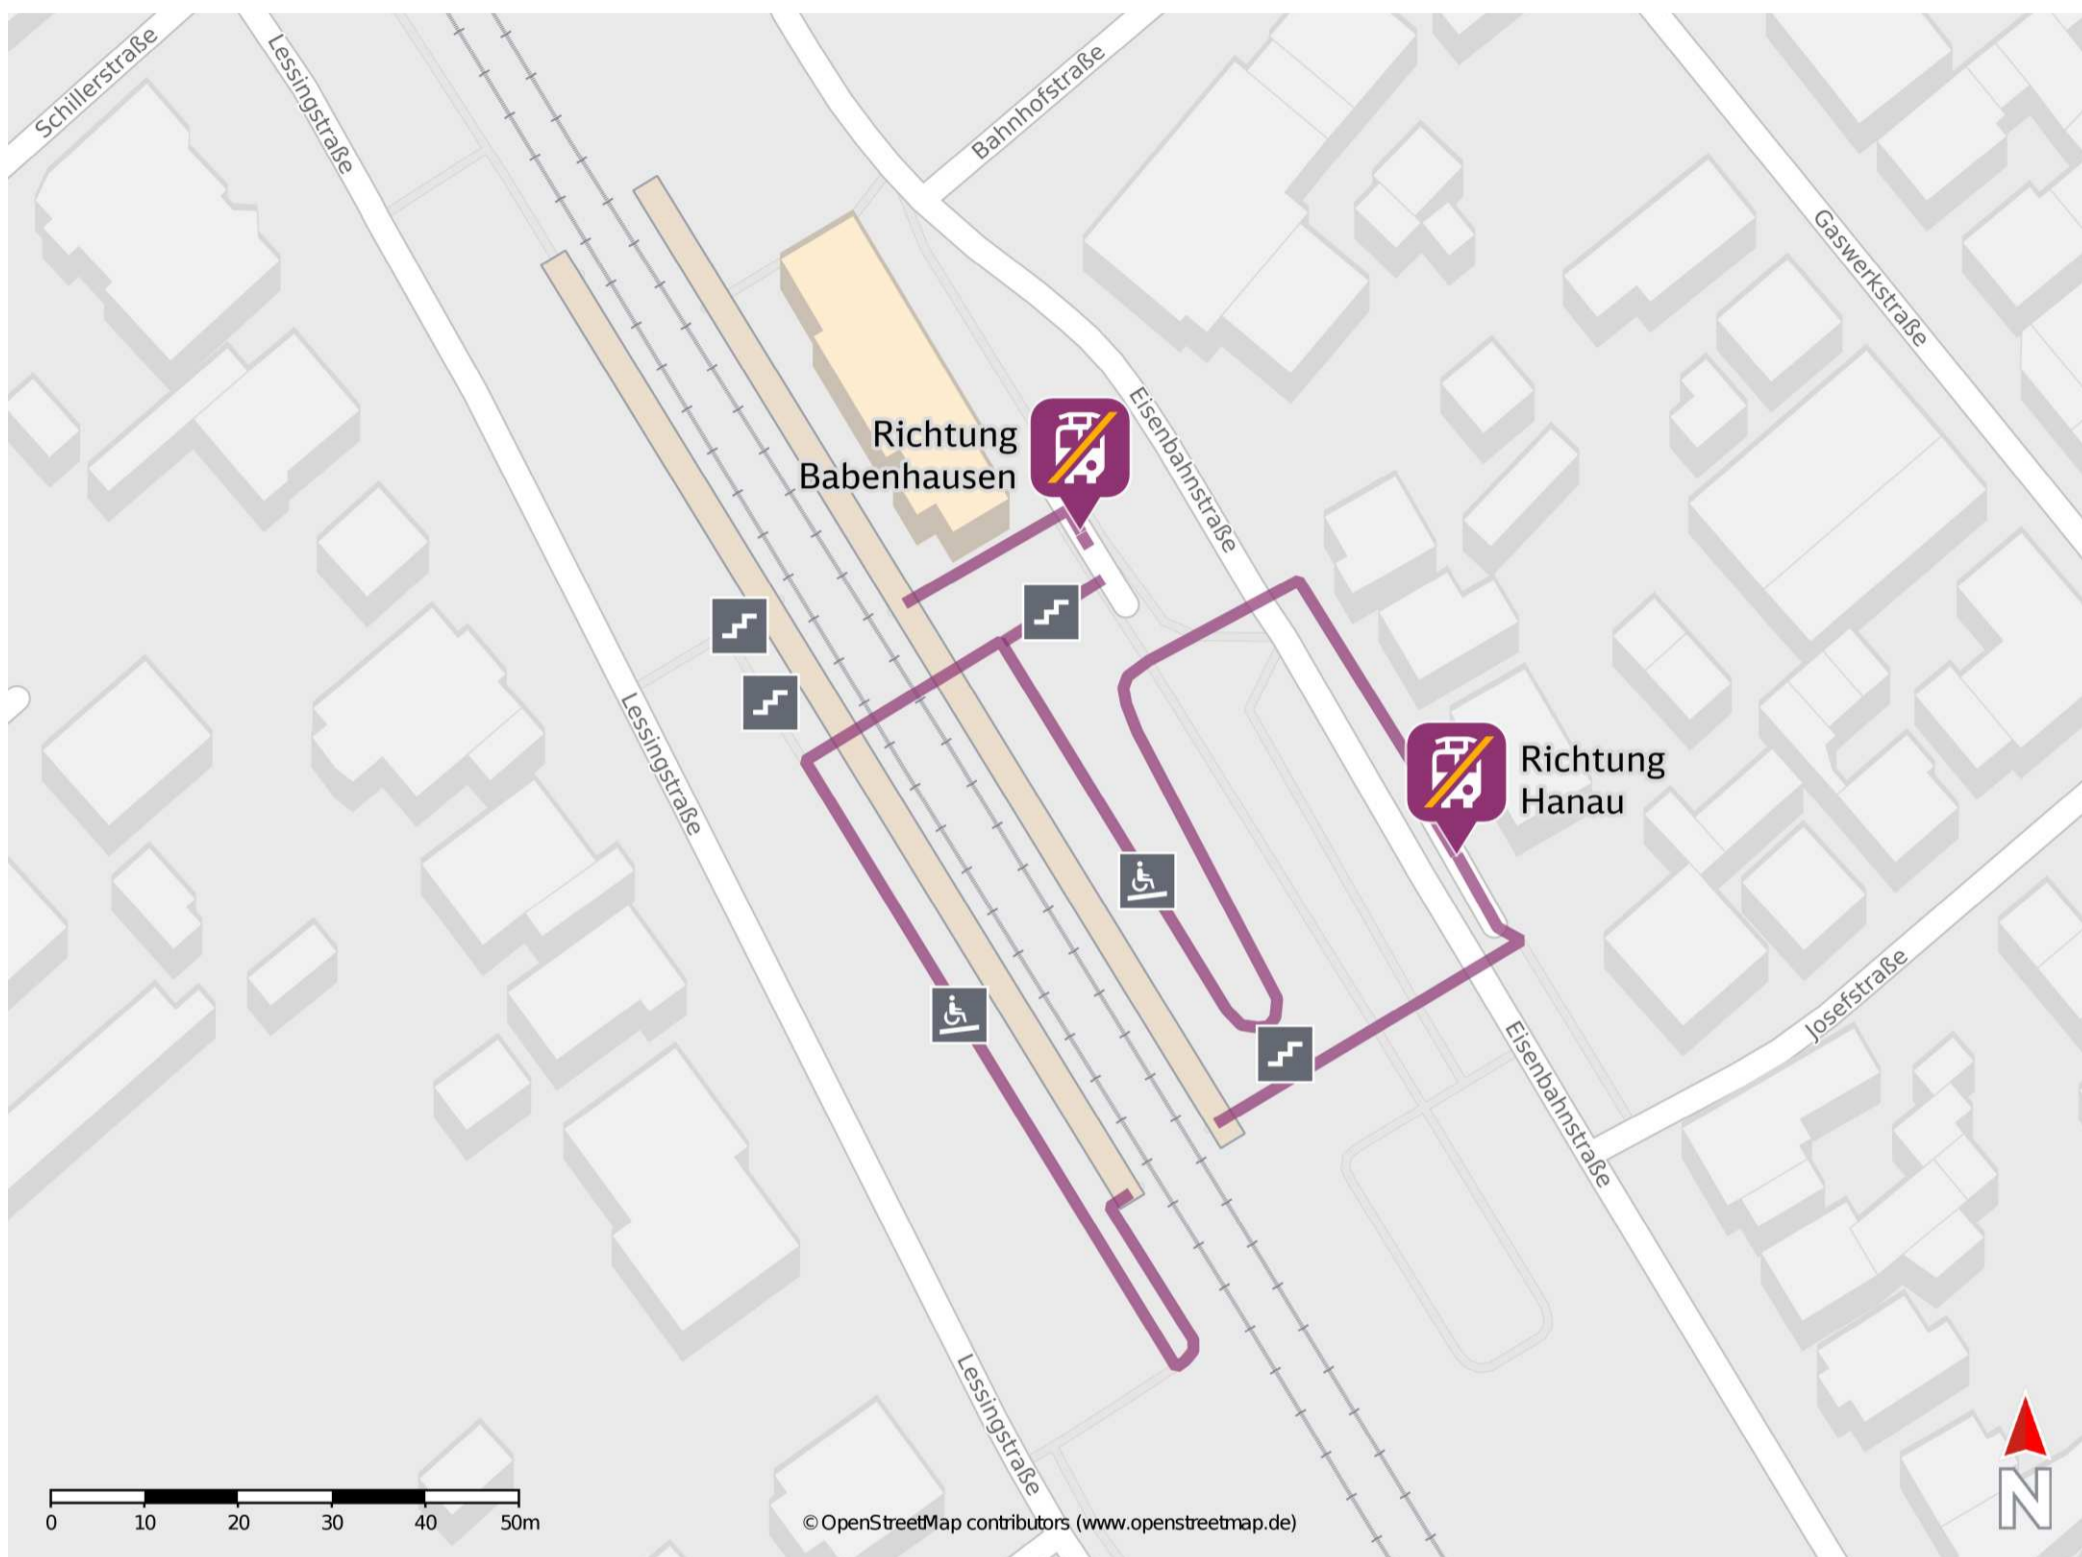 Schillerstraße
Lessingstraße
Bahnhofstraße
Gaswerkstraße
Eisenbahnstraße
Richtung
Babenhausen
Lessingstraße
Richtung
Hanau
Josefstraße
Eisenbahnstraße
Lessingstraße
0 10 20 30 40 50m
© OpenStreetMap contributors (www.openstreetmap.de)
N